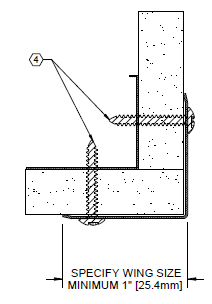 4
SPECIFY WING SIZE
MINIMUM 1" [25.4mm]